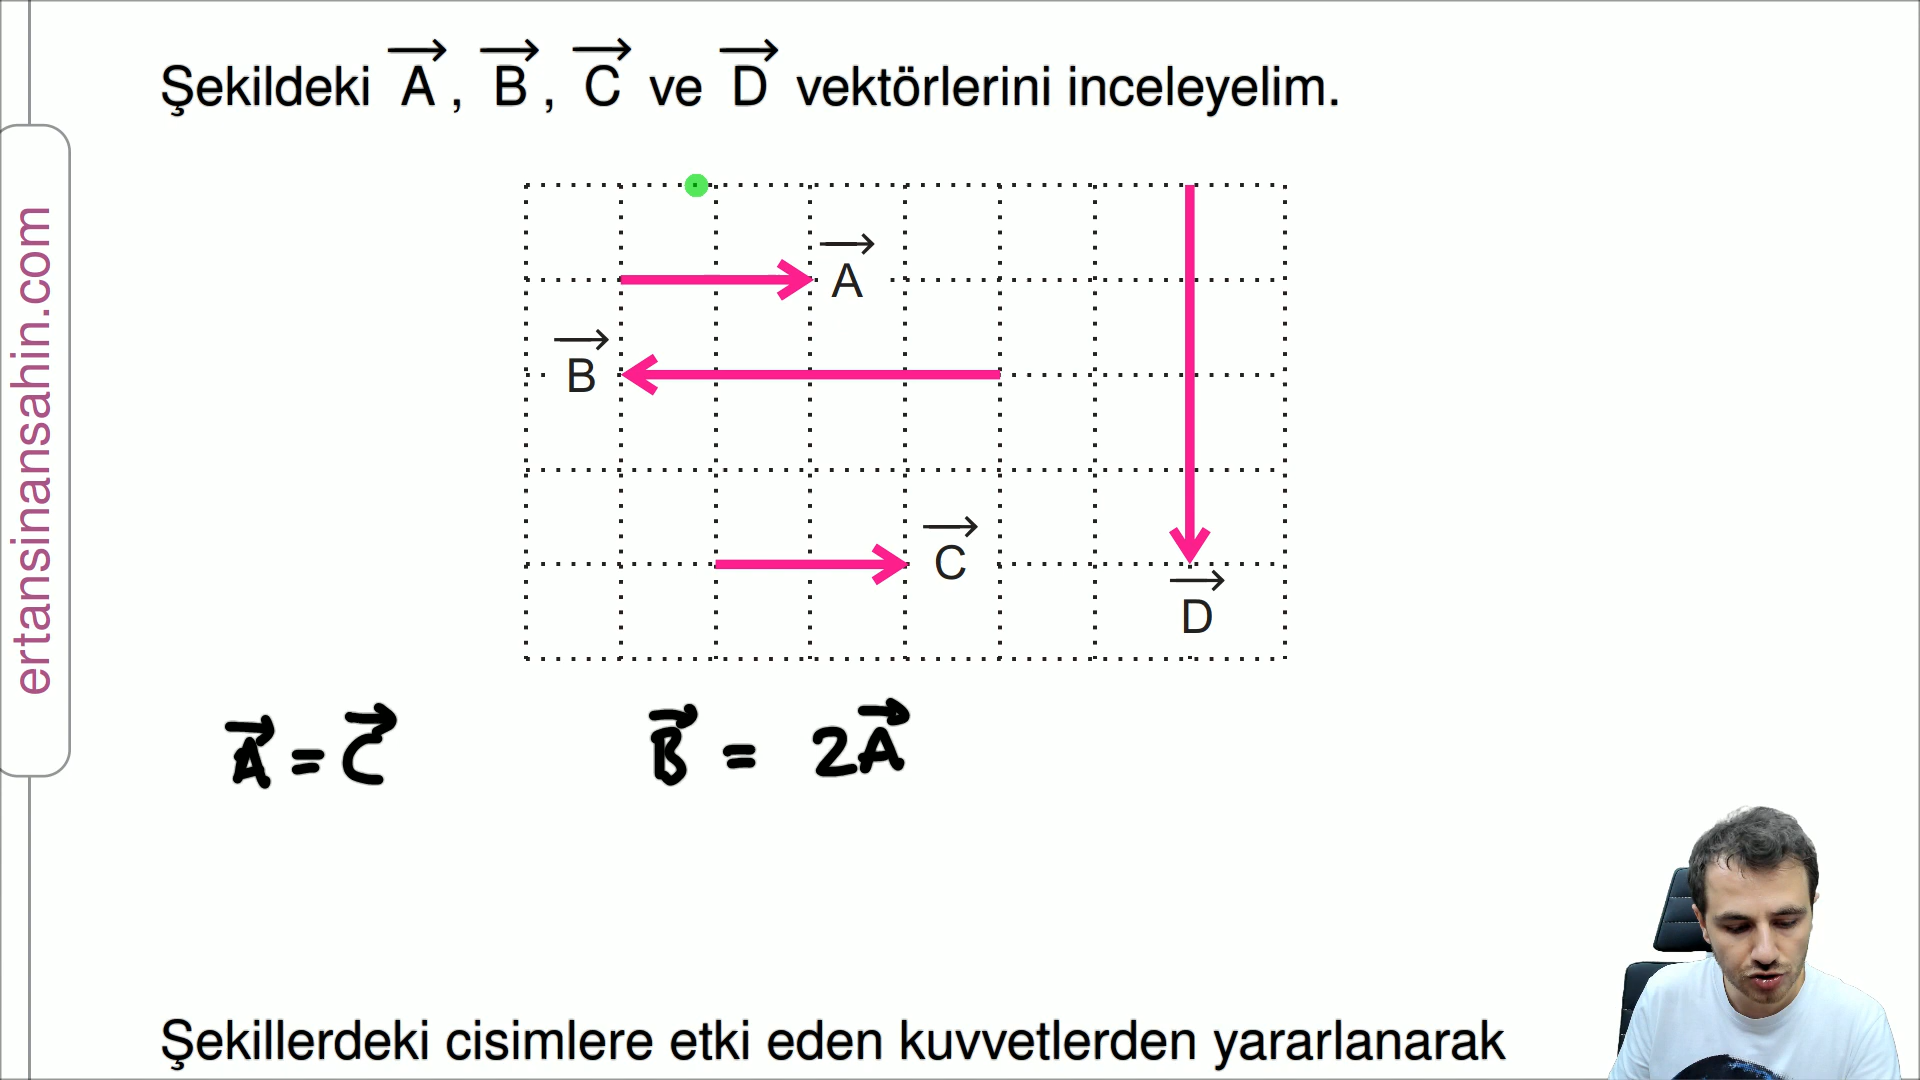 Şekildeki A, B, C ve D vektörlerini inceleyelim.
A
B
C
D
A = C
B = 2A
Şekillerdeki cisimlere etki eden kuvvetlerden yararlanarak
ertansinansahin.com